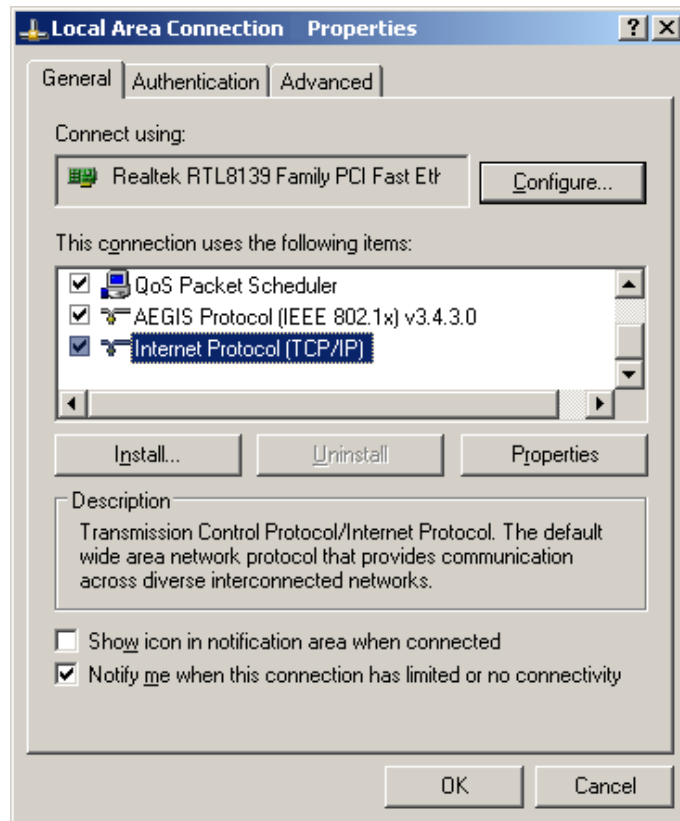 Local Area Connection Properties
General Authentication Advanced
Connect using:
Realtek RTL8139 Family PCI Fast Eth
Configure...
This connection uses the following items:
QoS Packet Scheduler
AEGIS Protocol (IEEE 802.1x) v3.4.3.0
Internet Protocol (TCP/IP)
Install... Uninstall Properties
Description
Transmission Control Protocol/Internet Protocol. The default
wide area network protocol that provides communication
across diverse interconnected networks.
Show icon in notification area when connected
Notify me when this connection has limited or no connectivity
OK Cancel